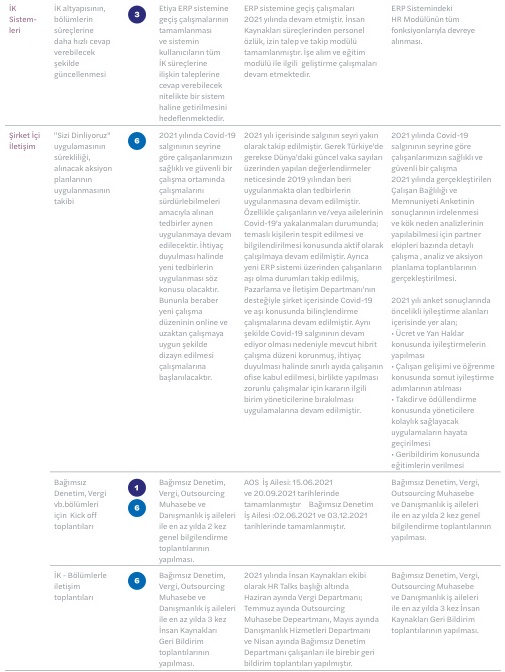 İK
Sistem-
leri
İK altyapısının,
bölümlerin
süreçlerine
daha hızlı cevap
verebilecek
şekilde
güncellenmesi
3
Etiya ERP sistemine
geçiş çalışmalarının
tamamlanması
ve sistemin
kullanıcıların tüm
İK süreçlerine
ilişkin taleplerine
cevap verebilecek
nitelikte bir sistem
haline getirilmesini
hedeflenmektedir.
ERP sistemine geçiş çalışmaları
2021 yılında devam etmiştir. İnsan
Kaynakları süreçlerinden personel
özlük, izin talep ve takip modülü
tamamlanmıştır. İşe alım ve eğitim
modülü ile ilgili geliştirme çalışmaları
devam etmektedir.
ERP Sistemindeki
HR Modülünün tüm
fonksiyonlarıyla devreye
alınması.
Şirket İçi
İletişim
"Sizi Dinliyoruz"
uygulamasının
sürekliliği,
alınacak aksiyon
planlarının
uygulanmasının
takibi
6
2021 yılında Covid-19
salgınının seyrine
göre çalışanlarımızın
sağlıklı ve güvenli bir
çalışma ortamında
çalışmalarını
sürdürlebilmeleri
amacıyla alınan
tedbirler aynen
uygulanmaya devam
edilecektir. İhtiyaç
duyulması halinde
yeni tedbirlerin
uygulanması söz
konusu olacaktır.
Bununla beraber
yeni çalışma
düzeninin online ve
uzaktan çalışmaya
uygun şekilde
dizayn edilmesi
çalışmalarına
başlanılacaktır.
2021 yılı içerisinde salgının seyri yakın
olarak takip edilmiştir. Gerek Türkiye'de
gerekse Dünya'daki güncel vaka sayıları
üzerinden yapılan değerlendirmeler
neticesinde 2019 yılından beri
uygulanmakta olan tedbirlerin
uygulanmasına devam edilmiştir.
Özellikle çalışanların ve/veya ailelerinin
Covid-19'a yakalanmaları durumunda;
temaslı kişilerin tespit edilmesi ve
bilgilendirilmesi konusunda aktif olarak
çalışılmaya devam edilmiştir. Ayrıca
yeni ERP sistemi üzerinden çalışanların
aşı olma durumları takip edilmiş,
Pazarlama ve İletişim Departmanı'nın
desteğiyle şirket içerisinde Covid-19
ve aşı konusunda bilinçlendirme
çalışmalarına devam edilmiştir. Aynı
şekilde Covid-19 salgınının devam
ediyor olması nedeniyle mevcut hibrit
çalışma düzeni korunmuş, ihtiyaç
duyulması halinde sınırlı ayıda çalışanın
ofise kabul edilmesi, birlikte yapılması
zorunlu çalışmalar için kararın ilgili
birim yöneticilerine bırakılması
uygulamalarına devam edilmiştir.
2021 yılında Covid-19
salgınının seyrine göre
çalışanlarımızın sağlıklı ve
güvenli bir çalışma
2021 yılında gerçekleştirilen
Çalışan Bağlılığı ve
Memnuniyeti Anketinin
sonuçlarının irdelenmesi
ve kök neden analizlerinin
yapılabilmesi için partner
ekipleri bazında detaylı
çalışma , analiz ve aksiyon
planlama toplantılarının
gerçekleştirilmesi.
2021 yılı anket sonuçlarında
öncelikli iyileştirme alanları
içerisinde yer alan;
• Ücret ve Yan Haklar
konusunda iyileştirmelerin
yapılması
• Çalışan gelişimi ve öğrenme
konusunda somut iyileştirme
adımlarının atılması
• Takdir ve ödüllendirme
konusunda yöneticilere
kolaylık sağlayacak
uygulamaların hayata
geçirilmesi
• Geribildirim konusunda
eğitimlerin verilmesi
Bağımsız
Denetim, Vergi
vb.bölümleri
için Kick off
toplantıları
1
6
Bağımsız Denetim,
Vergi, Outsourcing
Muhasebe ve
Danışmanlık iş aileleri
ile en az yılda 2 kez
genel bilgilendirme
toplantılarının
yapılması.
AOS İş Ailesi: 15.06.2021
ve 20.09.2021 tarihlerinde
tamamlanmıştır Bağımsız Denetim
İş Ailesi :02.06.2021 ve 03.12.2021
tarihlerinde tamamlanmıştır.
Bağımsız Denetim, Vergi,
Outsourcing Muhasebe
ve Danışmanlık iş aileleri
ile en az yılda 2 kez genel
bilgilendirme toplantılarının
yapılması.
İK - Bölümlerle
iletişim
toplantıları
6
Bağımsız Denetim,
Vergi, Outsourcing
Muhasebe ve
Danışmanlık iş aileleri
ile en az yılda 3 kez
İnsan Kaynakları
Geri Bildirim
toplantılarının
yapılması.
2021 yılında İnsan Kaynakları ekibi
olarak HR Talks başlığı altında
Haziran ayında Vergi Departmanı;
Temmuz ayında Outsourcing
Muhasebe Depeartmanı, Mayıs ayında
Danışmanlık Hizmetleri Departmanı
ve Nisan ayında Bağımsız Denetim
Departmanı çalışanları ile birebir geri
bildirim toplantıları yapılmıştır.
Bağımsız Denetim, Vergi,
Outsourcing Muhasebe
ve Danışmanlık iş aileleri
ile en az yılda 3 kez İnsan
Kaynakları Geri Bildirim
toplantılarının yapılması.